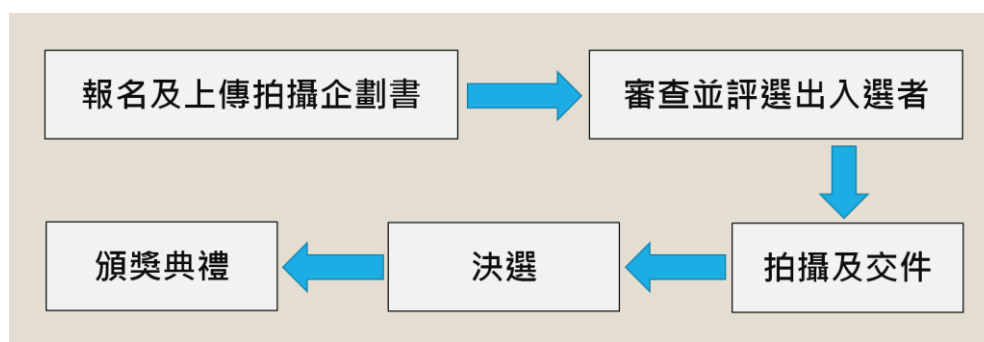 報名及上傳拍攝企劃書
審查並評選出入選者
拍攝及交件
決選
頒獎典禮